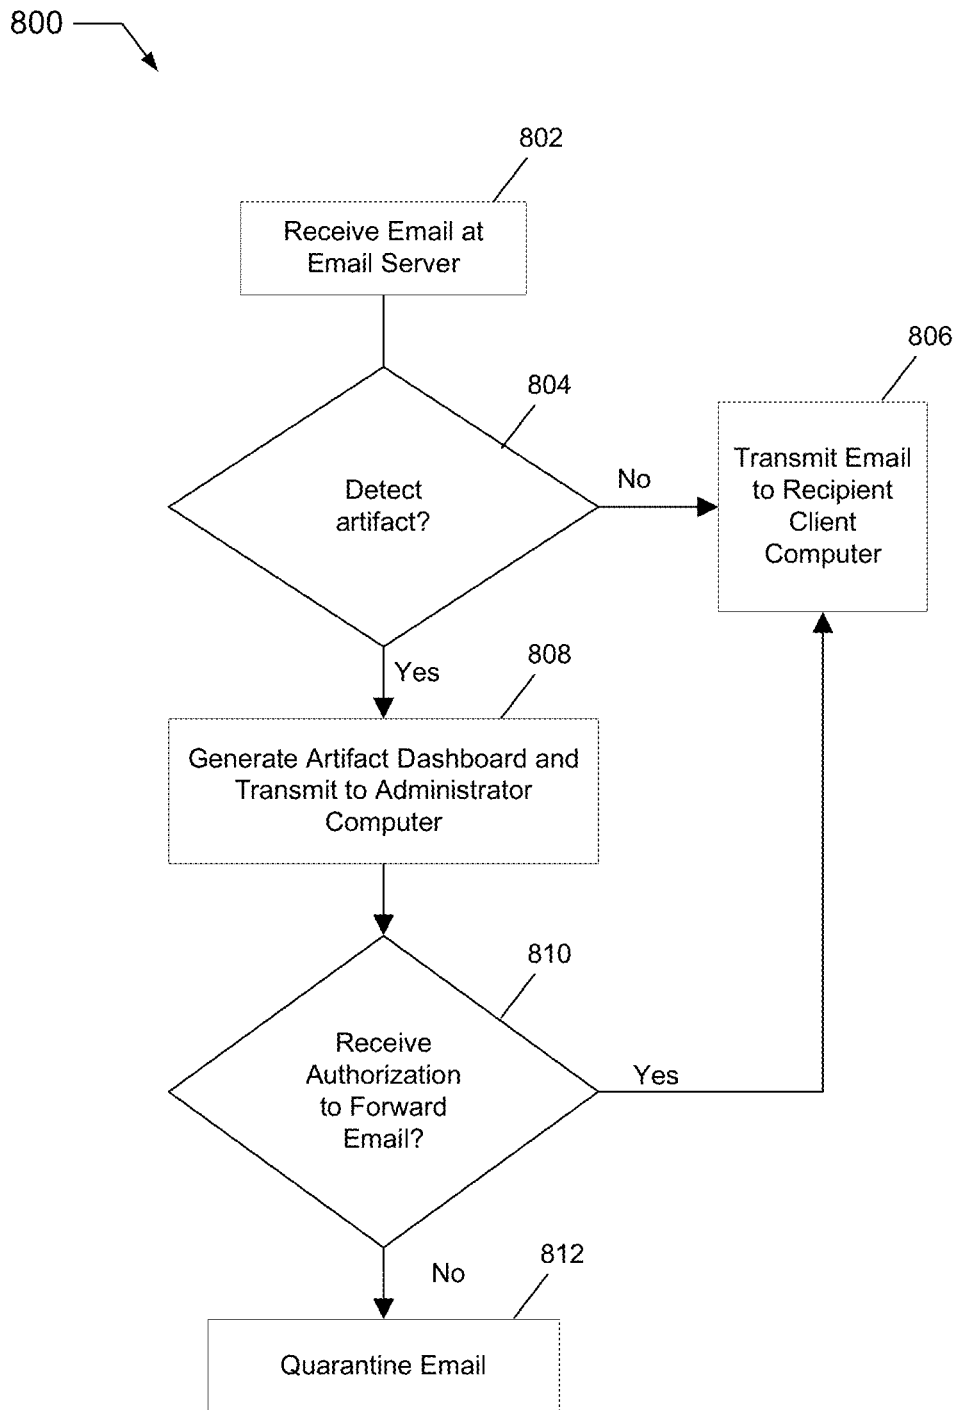 800
802
Receive Email at
Email Server
804
Detect
artifact?
No
806
Transmit Email
to Recipient
Client
Computer
Yes
808
Generate Artifact Dashboard and
Transmit to Administrator
Computer
810
Receive
Authorization
to Forward
Email?
Yes
No
812
Quarantine Email